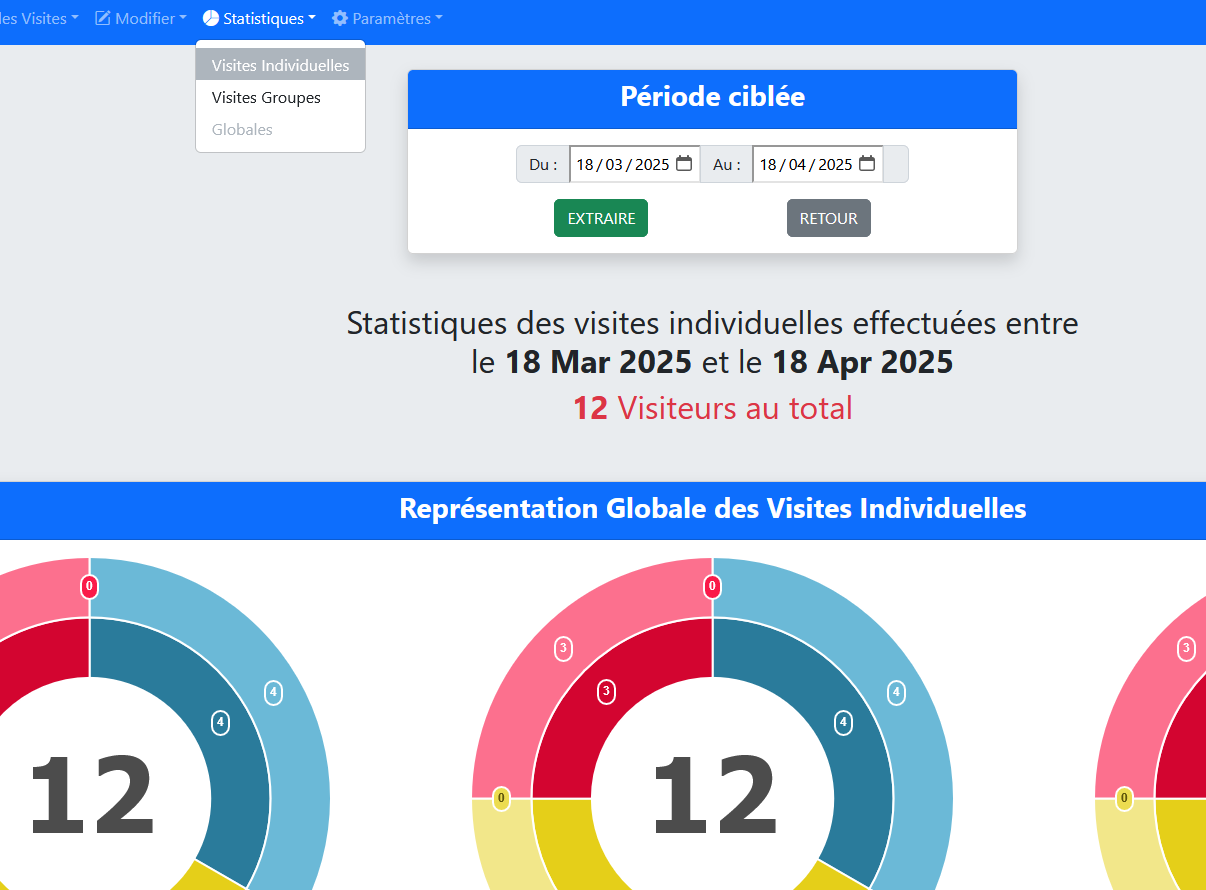 les Visites Modifier Statistiques Paramètres
Visites Individuelles
Visites Groupes
Globales
Période ciblée
Du : 18/03/2025 Au : 18/04/2025
EXTRAIRE RETOUR
Statistiques des visites individuelles effectuées entre
le 18 Mar 2025 et le 18 Apr 2025
12 Visiteurs au total
Représentation Globale des Visites Individuelles
0 0
3 3
3 4 4
4 4
12 12
0 0